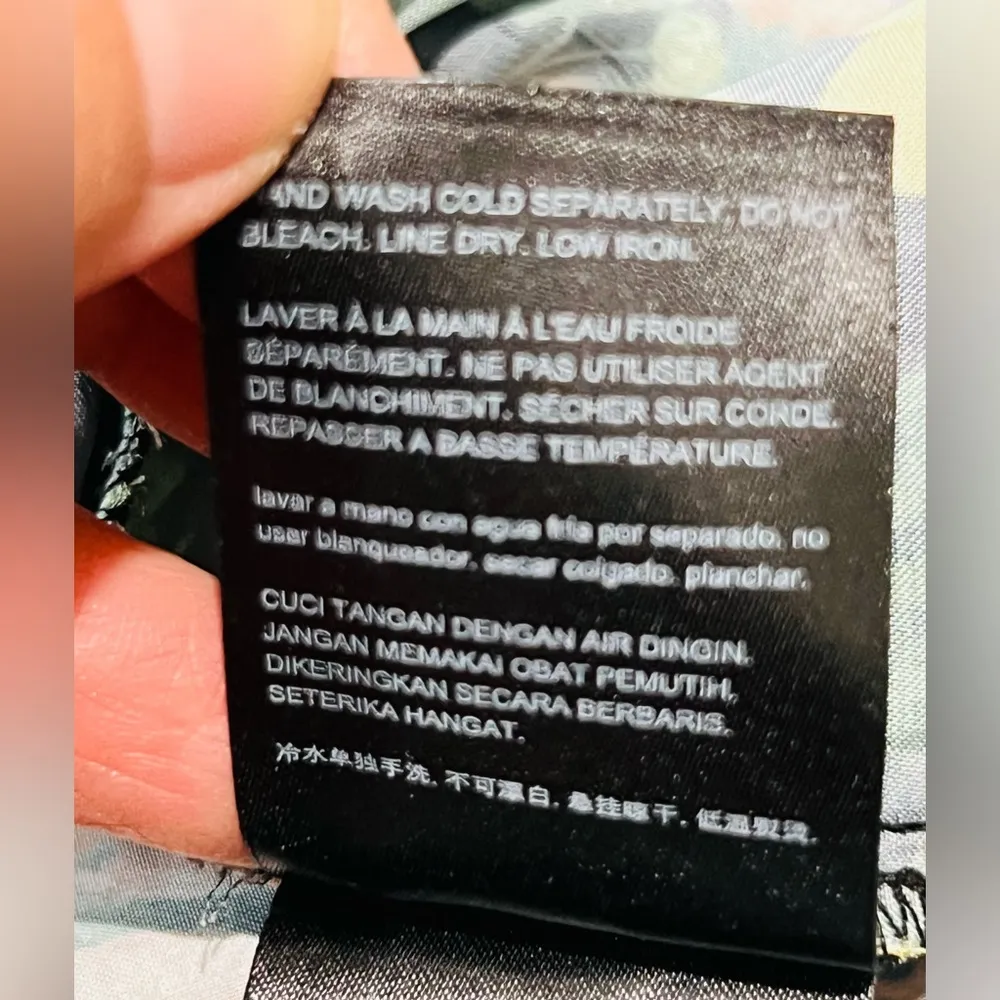 AND WASH COLD SEPARATELY, DO NOT
BLEACH. LINE DRY. LOW IRON.
LAVER À LA MAIN À L'EAU FROIDE
SÉPARÉMENT. NE PAS UTILISER AGENT
DE BLANCHIMENT. SÉCHER SUR CORDE.
REPASSER A BASSE TEMPÉRATURE.
lavar a mano con agua fria por separado. no
user blanqueador. secar colgado. planchar.
CUCI TANGAN DENGAN AIR DINGIN.
JANGAN MEMAKAI OBAT PEMUTIH,
DIKERINGKAN SECARA BERBARIS.
SETERIKA HANGAT.
冷水单独手洗. 不可漂白. 悬挂晾干. 低温熨烫.